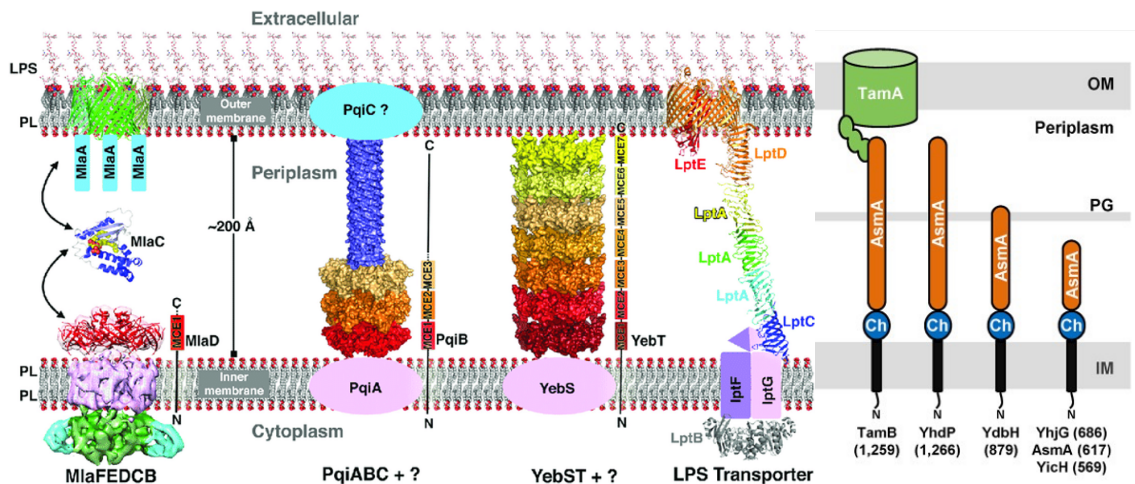 Extracellular
LPS
PL
Outer
membrane
PqiC ?
MlaA
MlaA
MlaA
Periplasm
C
C
LptE
LptD
~200 Å
MlaC
LptA
LptA
LptA
LptC
MCE1-MCE2-MCE3
MCE2-MCE3-MCE4-MCE5-MCE6-MCE7
C
MCE1
MlaD
PqiB
YebT
PL
PL
Inner
membrane
PqiA
YebS
lptF
lptG
N
N
N
Cytoplasm
LptB
MlaFEDCB
PqiABC + ?
YebST + ?
LPS Transporter
TamA
OM
Periplasm
PG
AsmA
AsmA
AsmA
AsmA
Ch
Ch
Ch
Ch
IM
N
N
N
N
TamB
(1,259)
YhdP
(1,266)
YdbH
(879)
YhjG (686)
AsmA (617)
YicH (569)